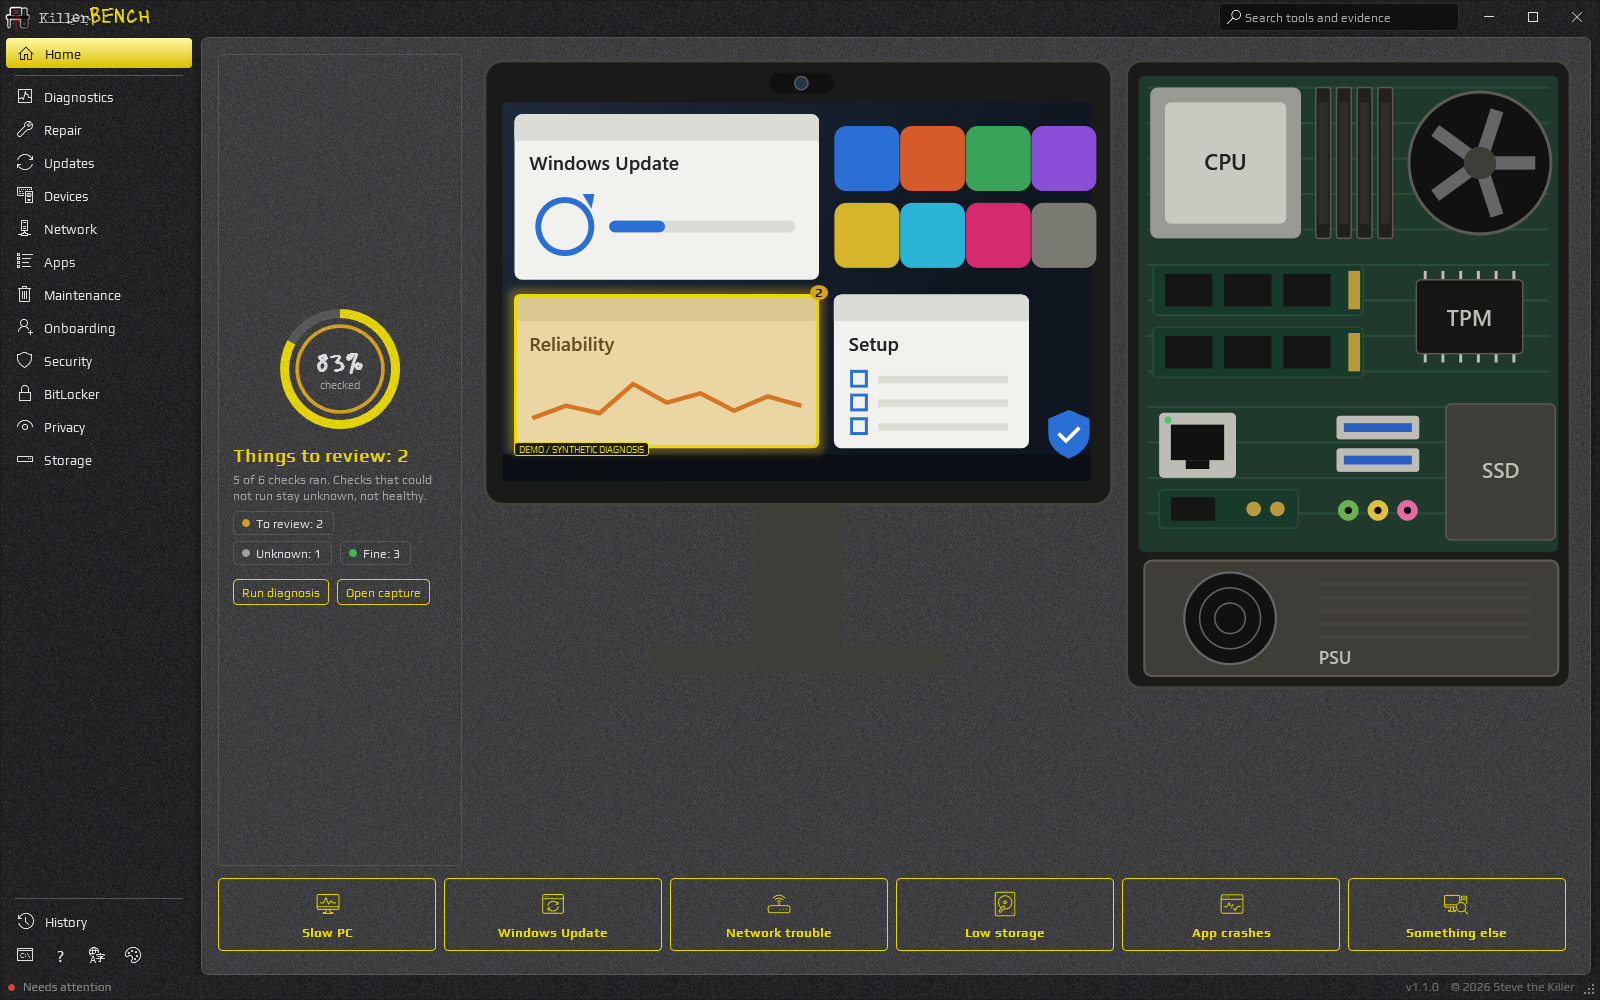 KillerBENCH
Search tools and evidence
Home
Diagnostics
Repair
Updates
Devices
Network
Apps
Maintenance
Onboarding
Security
BitLocker
Privacy
Storage
History
C:\
?
Needs attention
83%
checked
Things to review: 2
5 of 6 checks ran. Checks that could
not run stay unknown, not healthy.
To review: 2
Unknown: 1
Fine: 3
Run diagnosis
Open capture
Windows Update
2
Reliability
DEMO / SYNTHETIC DIAGNOSIS
Setup
CPU
TPM
SSD
PSU
Slow PC
Windows Update
Network trouble
Low storage
App crashes
Something else
v1.1.0
© 2026 Steve the Killer